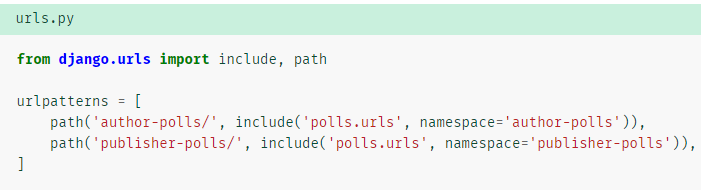 urls.py
from django.urls import include, path
urlpatterns = [
    path('author-polls/', include('polls.urls', namespace='author-polls')),
    path('publisher-polls/', include('polls.urls', namespace='publisher-polls')),
]